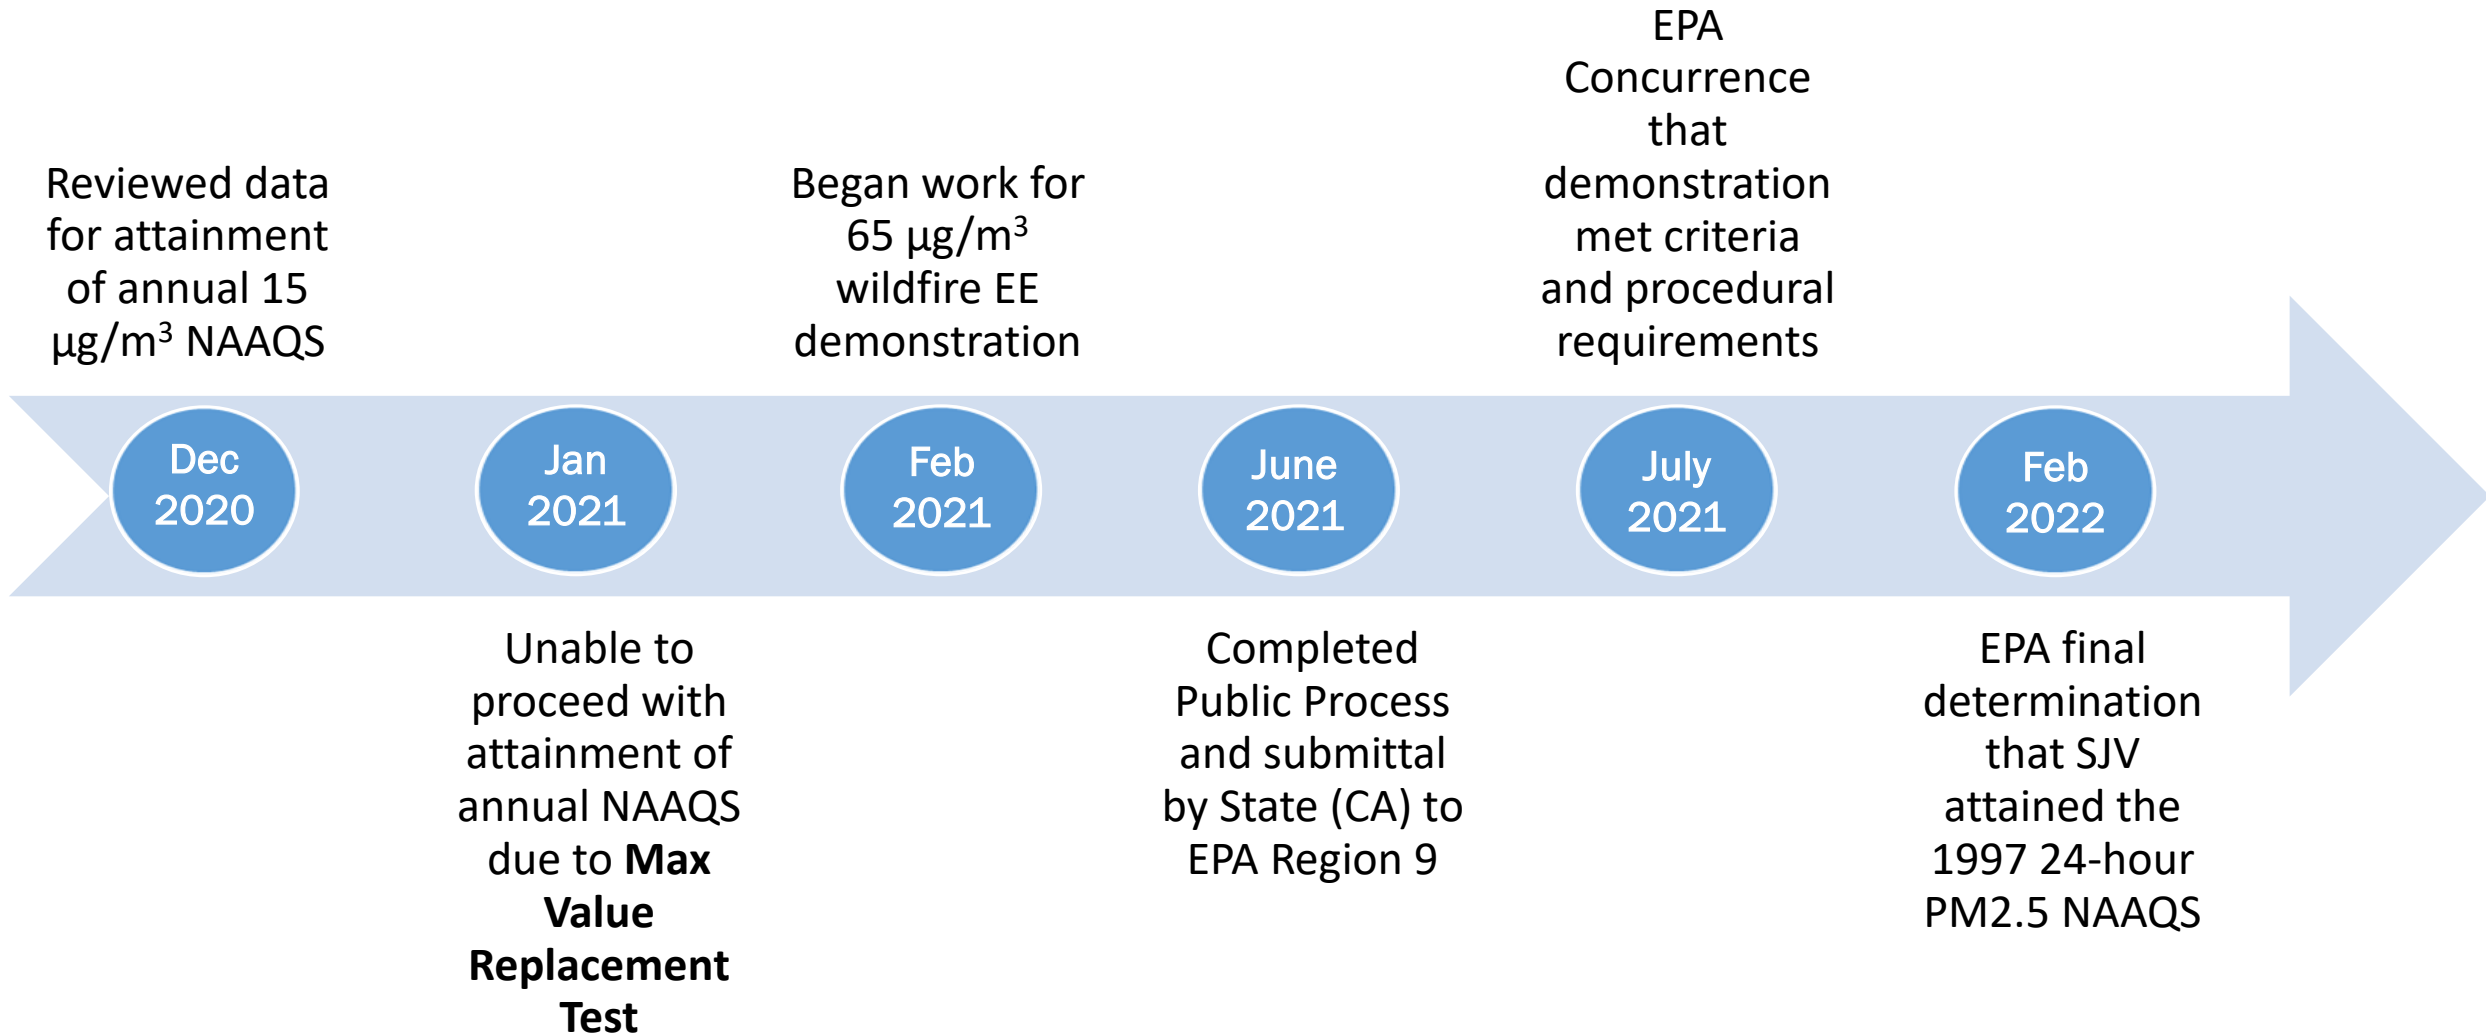 Reviewed data
for attainment
of annual 15
µg/m³ NAAQS
Dec
2020
Jan
2021
Unable to
proceed with
attainment of
annual NAAQS
due to Max
Value
Replacement
Test
Began work for
65 µg/m³
wildfire EE
demonstration
Feb
2021
June
2021
Completed
Public Process
and submittal
by State (CA) to
EPA Region 9
EPA
Concurrence
that
demonstration
met criteria
and procedural
requirements
July
2021
Feb
2022
EPA final
determination
that SJV
attained the
1997 24-hour
PM2.5 NAAQS